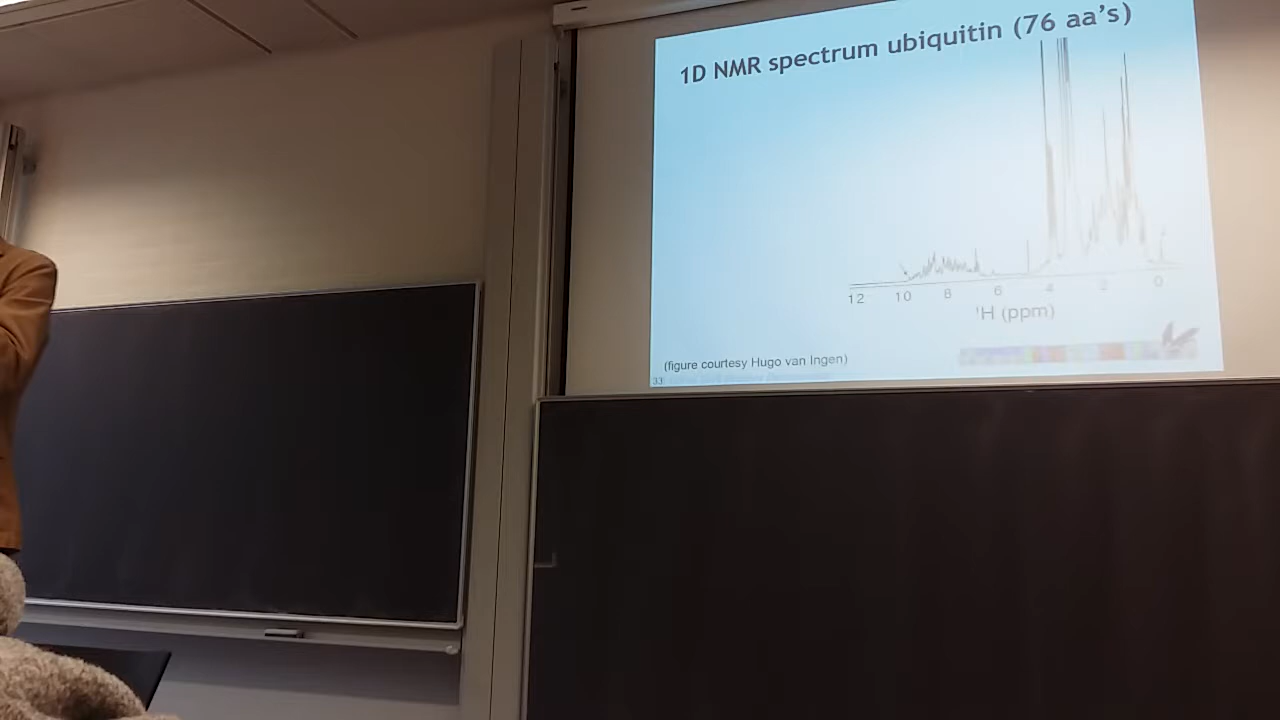 1D NMR spectrum ubiquitin (76 aa’s)
12 10 8 6 4 2 0
¹H (ppm)
(figure courtesy Hugo van Ingen)
33